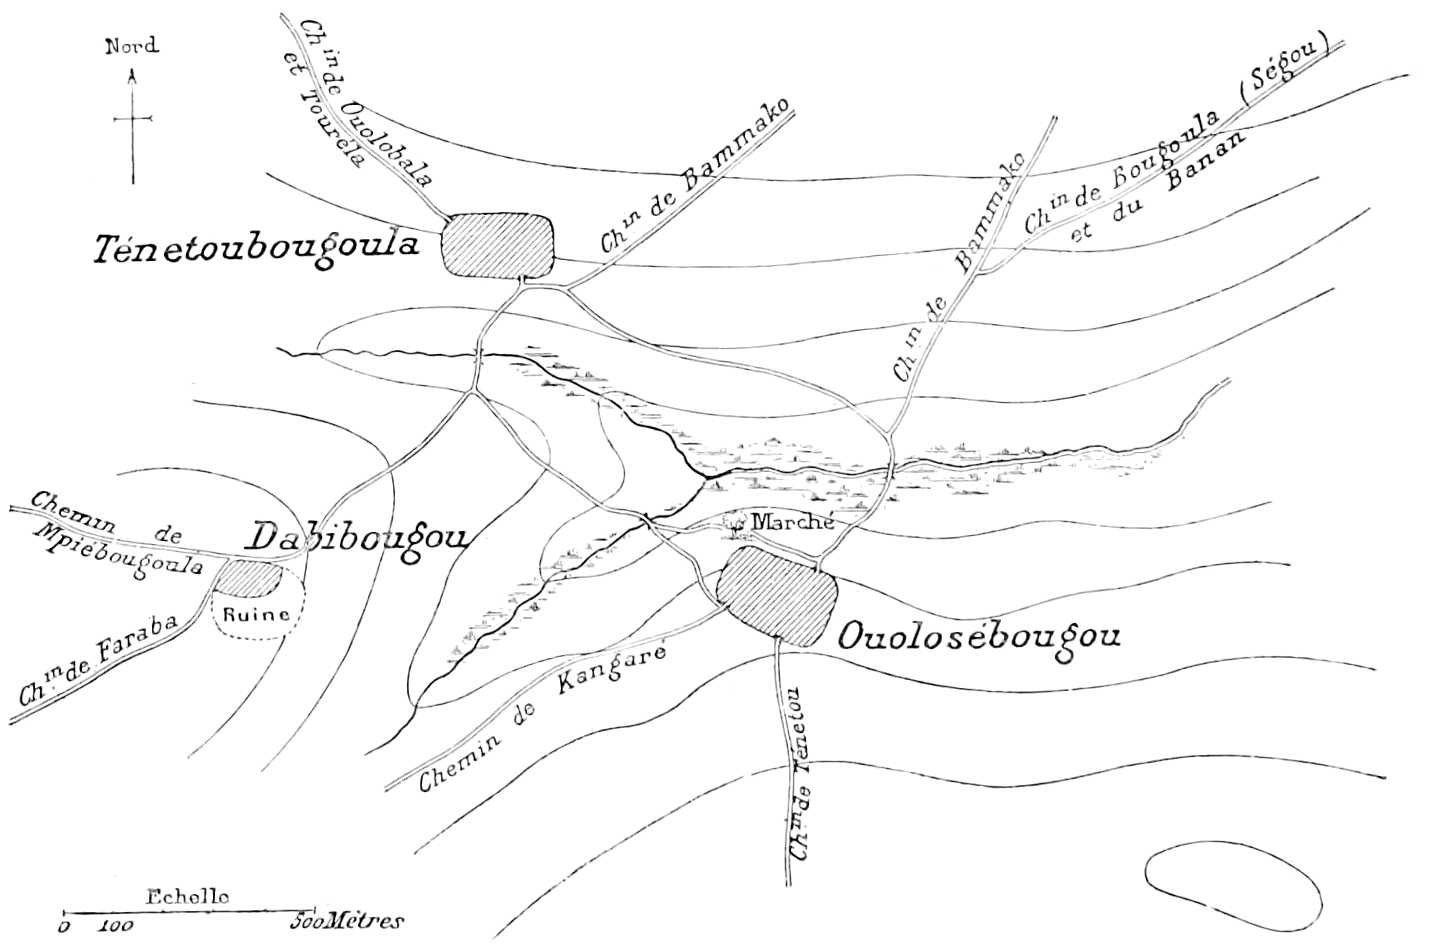 Nord
Chin de Ouolobala
et Touréla
Chin de Bammako
Chin de Bammako
Chin de Bougoula (Ségou)
et du Banan
Ténetoubougoula
Chemin de
Mpiébougoula
Dabibougou
Marché
Ruine
Chin de Faraba
Ouolosébougou
Chemin de Kangaré
Chin de Ténetou
Echelle
0 100 500 Mètres